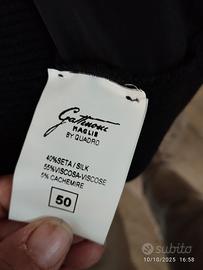 Gattinoni
MAGLIE
BY QUADRO
40%SETA/SILK
55%VISCOSA-VISCOSE
5%.CACHEMIRE
50
subito
10/10/2025 16:58